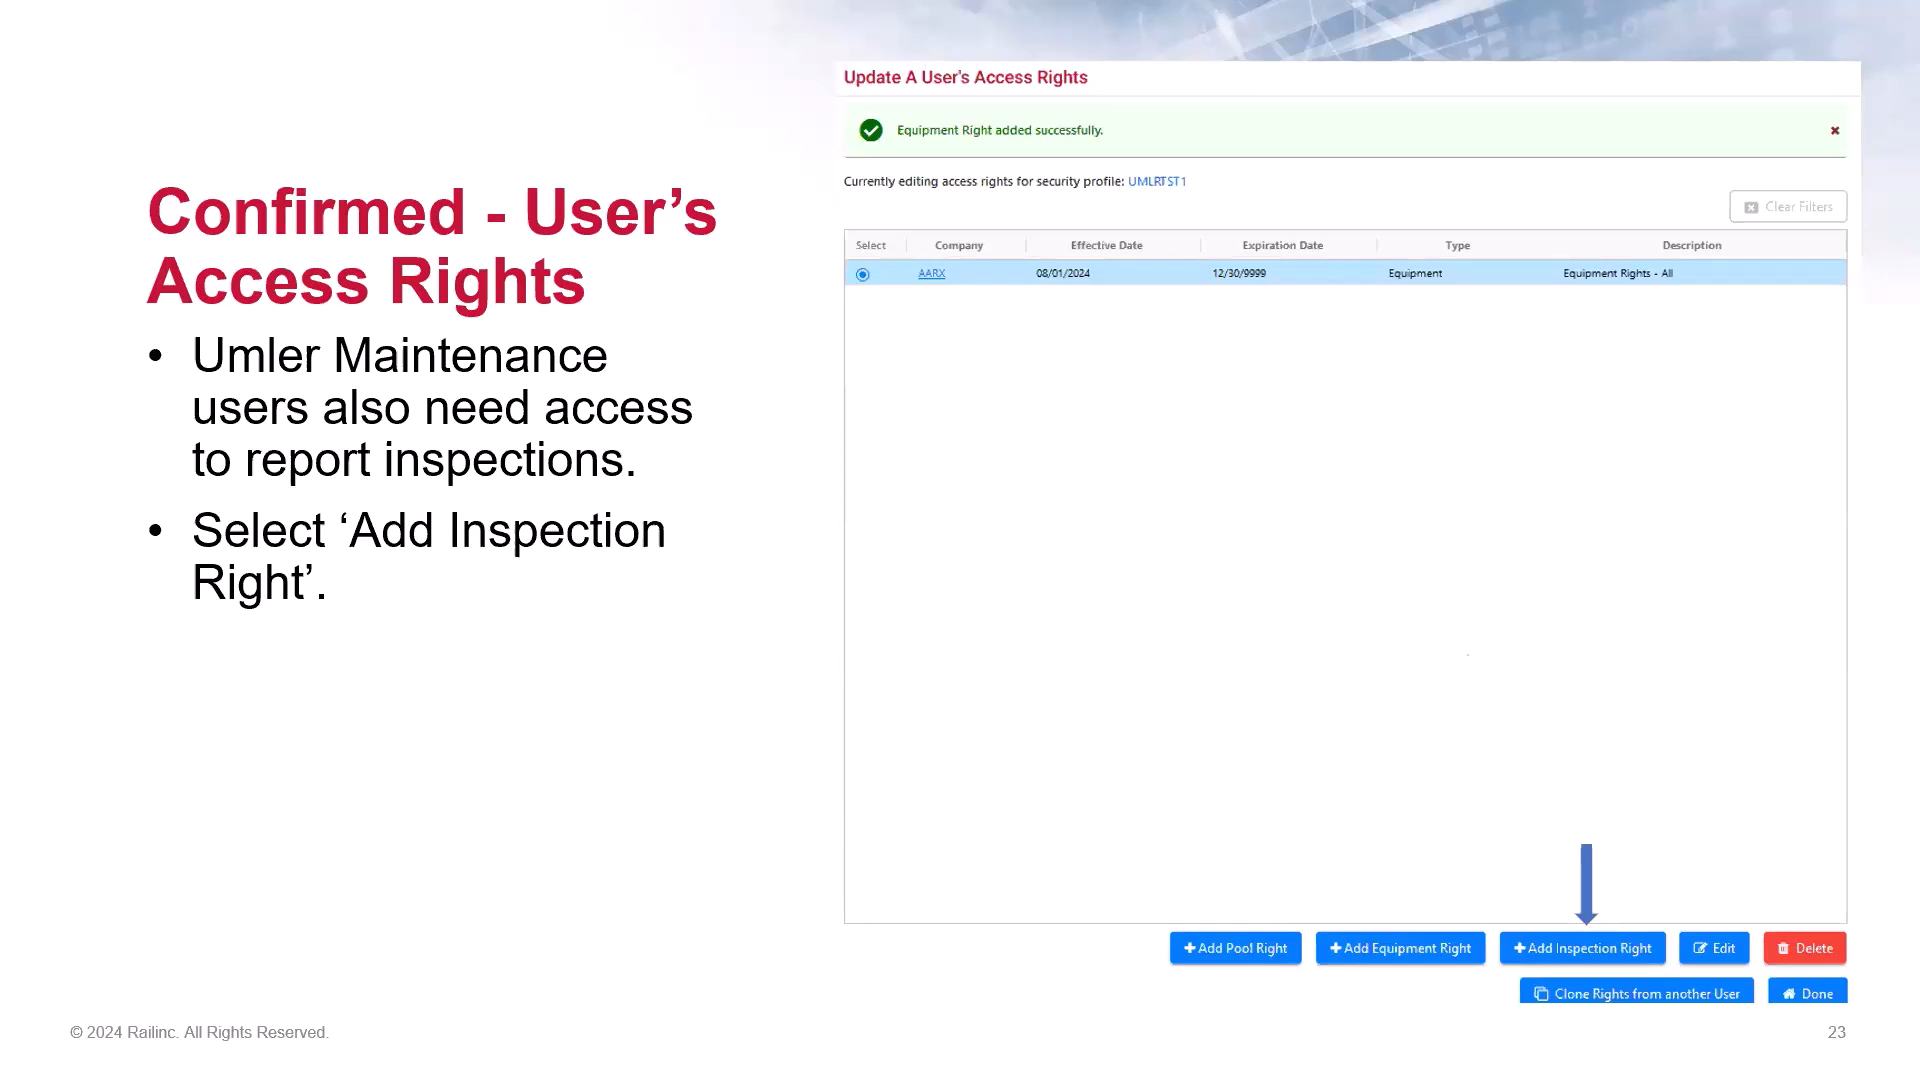 Confirmed - User’s
Access Rights
• Umler Maintenance
users also need access
to report inspections.
• Select ‘Add Inspection
Right’.
Update A User's Access Rights
Equipment Right added successfully.
Currently editing access rights for security profile: UMLRTST1
Clear Filters
Select Company Effective Date Expiration Date Type Description
AARX 08/01/2024 12/30/9999 Equipment Equipment Rights - All
+Add Pool Right +Add Equipment Right +Add Inspection Right Edit Delete
Clone Rights from another User Done
© 2024 Railinc. All Rights Reserved.
23